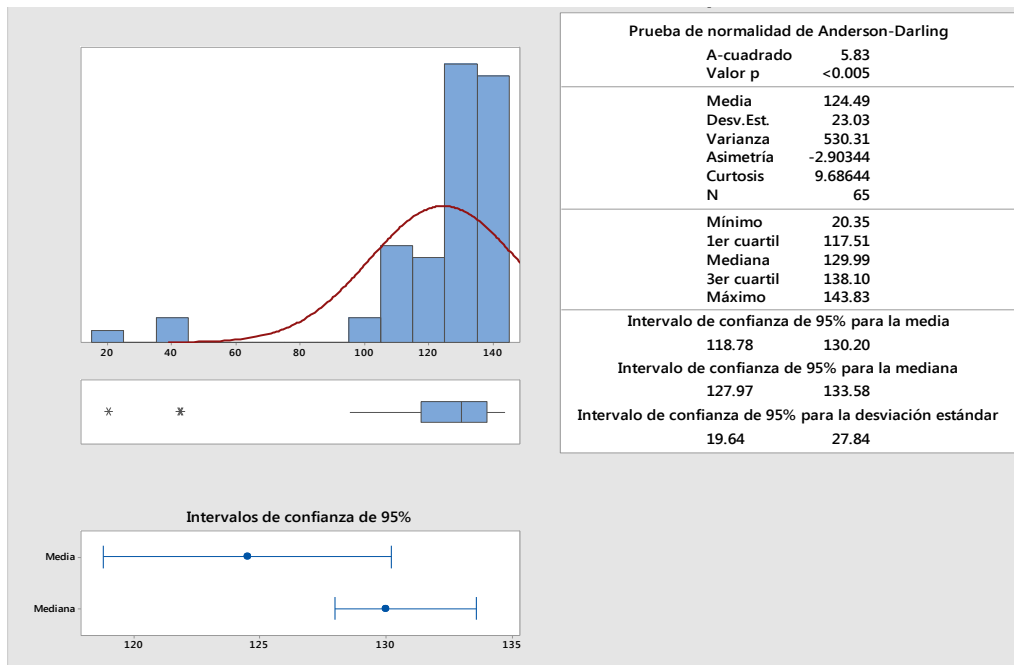 20 40 60 80 100 120 140
Intervalos de confianza de 95%
Media
Mediana
120 125 130 135
Prueba de normalidad de Anderson-Darling
A-cuadrado 5.83
Valor p <0.005
Media 124.49
Desv.Est. 23.03
Varianza 530.31
Asimetría -2.90344
Curtosis 9.68644
N 65
Mínimo 20.35
1er cuartil 117.51
Mediana 129.99
3er cuartil 138.10
Máximo 143.83
Intervalo de confianza de 95% para la media
118.78 130.20
Intervalo de confianza de 95% para la mediana
127.97 133.58
Intervalo de confianza de 95% para la desviación estándar
19.64 27.84